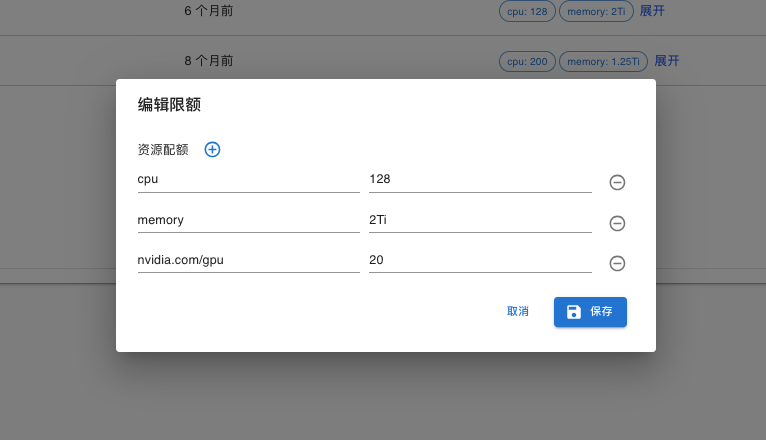 6 个月前 cpu: 128 memory: 2Ti 展开
8 个月前 cpu: 200 memory: 1.25Ti 展开
编辑限额
资源配额
cpu 128
memory 2Ti
nvidia.com/gpu 20
取消 保存